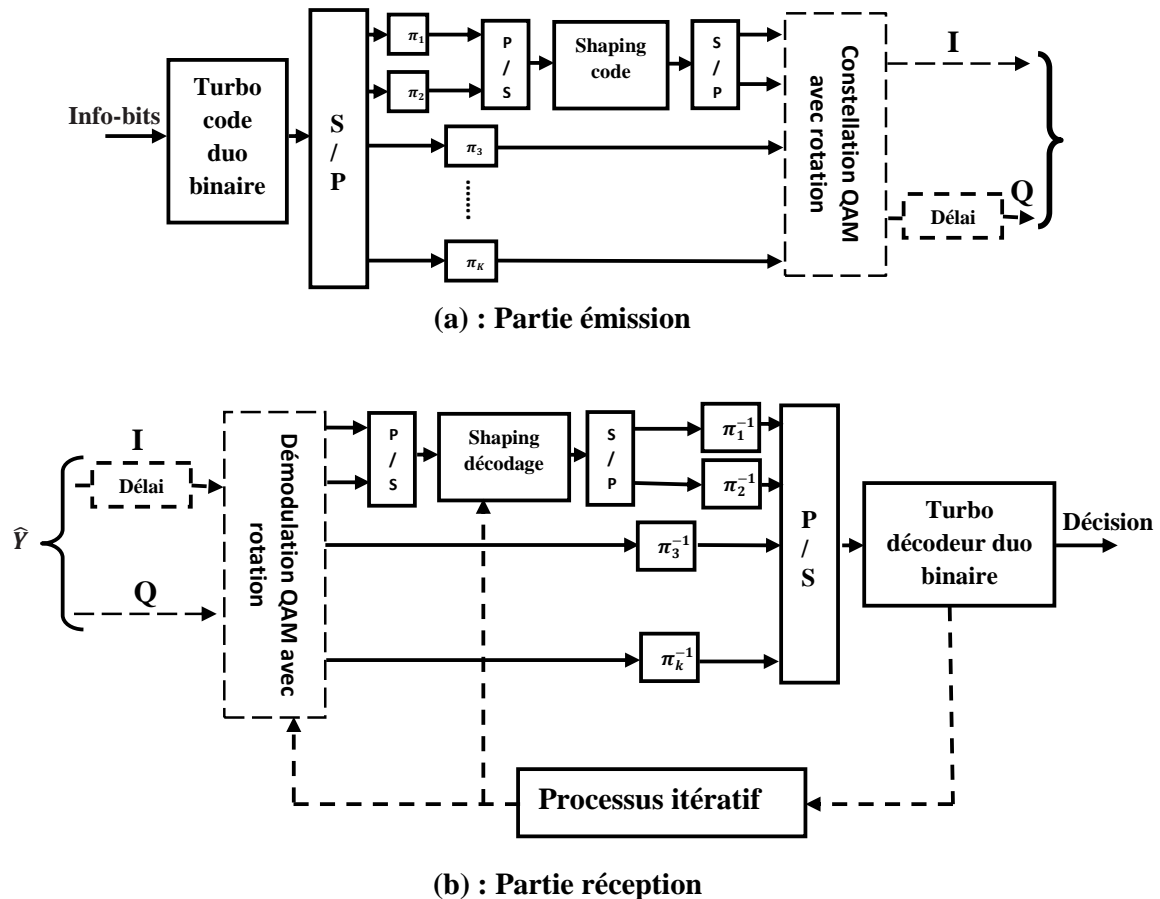 Info-bits
Turbo
code
duo
binaire
S
/
P
π₁
π₂
π₃
........
π_K
P
/
S
Shaping
code
S
/
P
Constellation QAM
avec rotation
I
Q
Délai
(a) : Partie émission
Ŷ
I
Délai
Q
Démodulation QAM avec
rotation
P
/
S
Shaping
décodage
S
/
P
π₁⁻¹
π₂⁻¹
π₃⁻¹
π_k⁻¹
P
/
S
Turbo
décodeur duo
binaire
Décision
Processus itératif
(b) : Partie réception